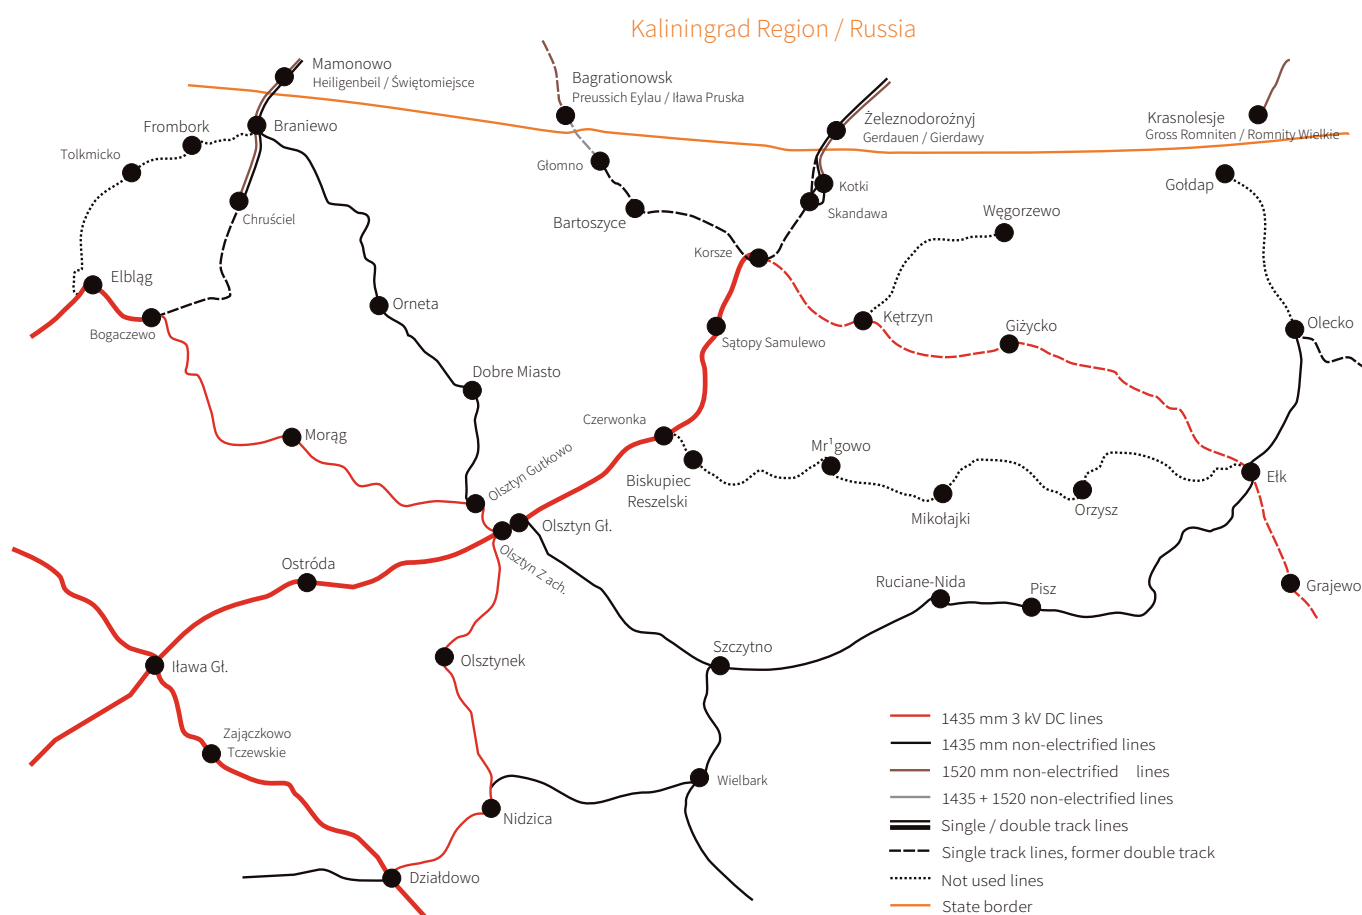 Kaliningrad Region / Russia
Mamonowo
Heiligenbeil / Świętomiejsce
Bagrationowsk
Preussich Eylau / Iława Pruska
Żeleznodorożnyj
Gerdauen / Gierdawy
Krasnolesje
Gross Romniten / Romnity Wielkie
Frombork
Braniewo
Tolkmicko
Głomno
Gołdap
Kotki
Skandawa
Chruściel
Bartoszyce
Węgorzewo
Korsze
Elbląg
Orneta
Kętrzyn
Giżycko
Olecko
Bogaczewo
Sątopy Samulewo
Dobre Miasto
Czerwonka
Morąg
Mr¹gowo
Olsztyn Gutkowo
Biskupiec
Reszelski
Ełk
Mikołajki
Orzysz
Olsztyn Gł.
Olsztyn Z ach.
Ostróda
Ruciane-Nida
Pisz
Grajewo
Szczytno
Olsztynek
Iława Gł.
Zajączkowo
Tczewskie
Wielbark
Nidzica
Działdowo
1435 mm 3 kV DC lines
1435 mm non-electrified lines
1520 mm non-electrified lines
1435 + 1520 non-electrified lines
Single / double track lines
Single track lines, former double track
Not used lines
State border